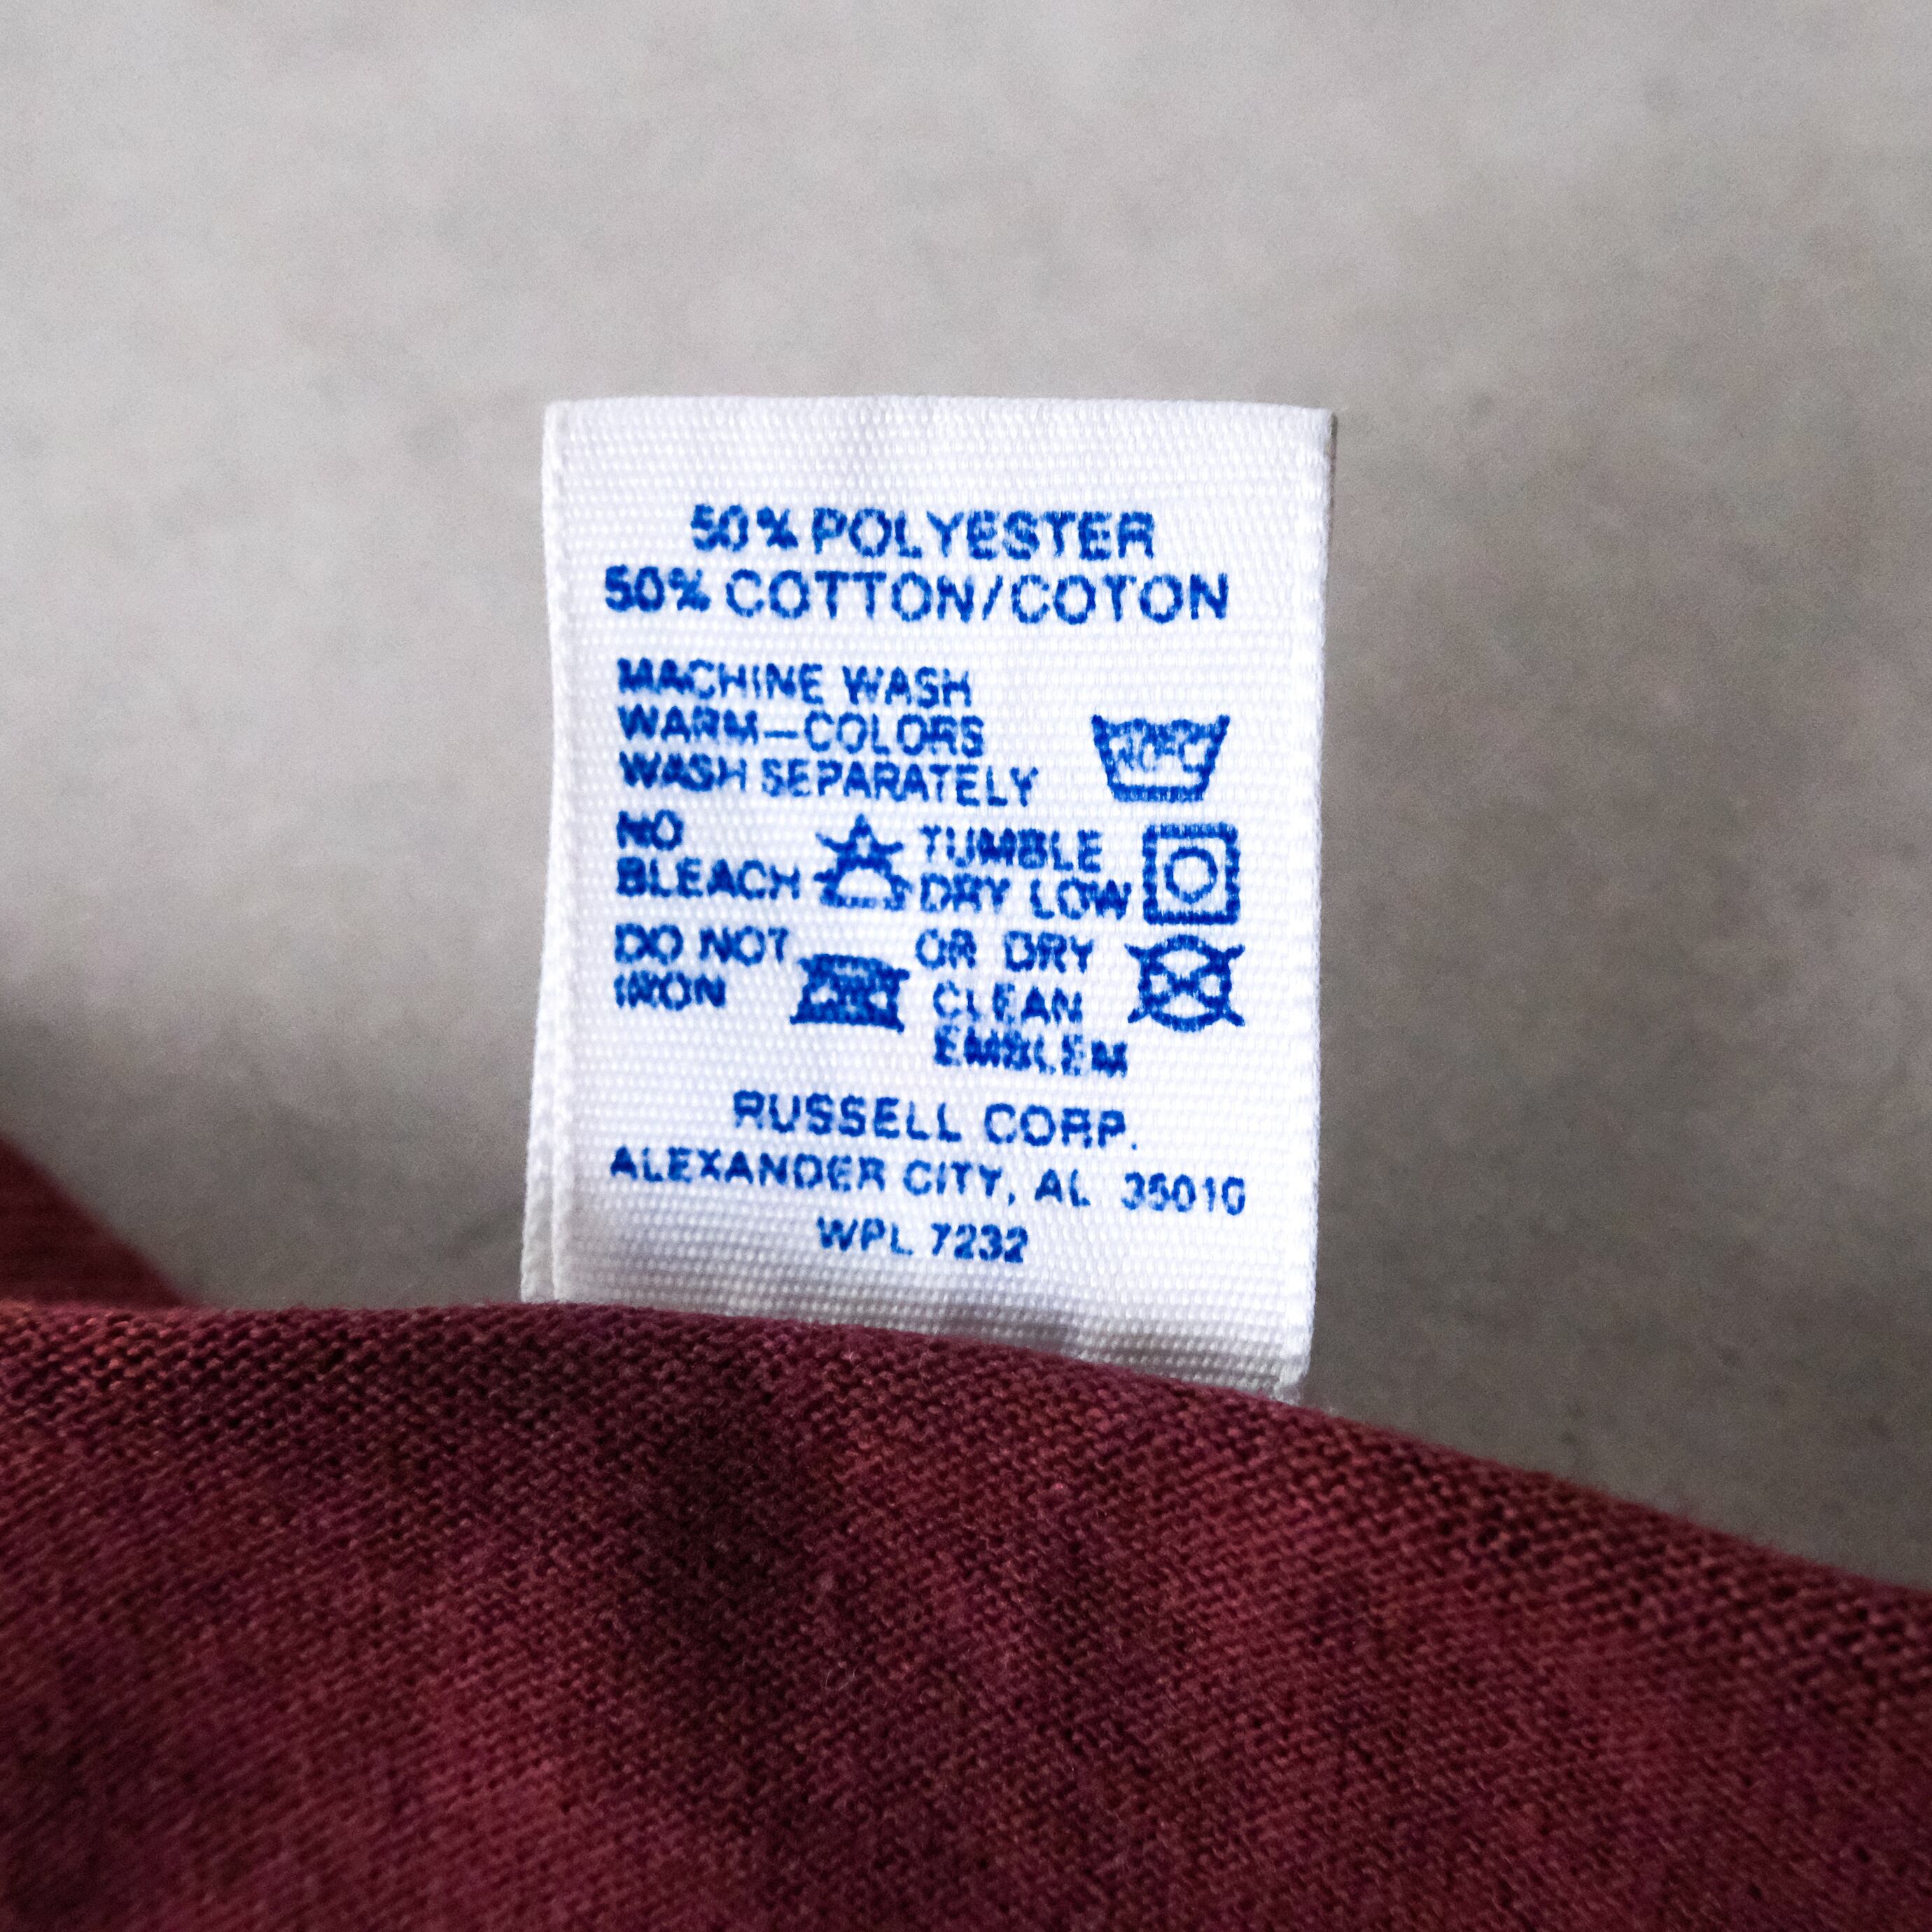 50% POLYESTER
50% COTTON/COTON
MACHINE WASH
WARM—COLORS
WASH SEPARATELY
NO
BLEACH
TUMBLE
DRY LOW
DO NOT
IRON
OR DRY
CLEAN
EMBLEM
RUSSELL CORP.
ALEXANDER CITY, AL 35010
WPL 7232